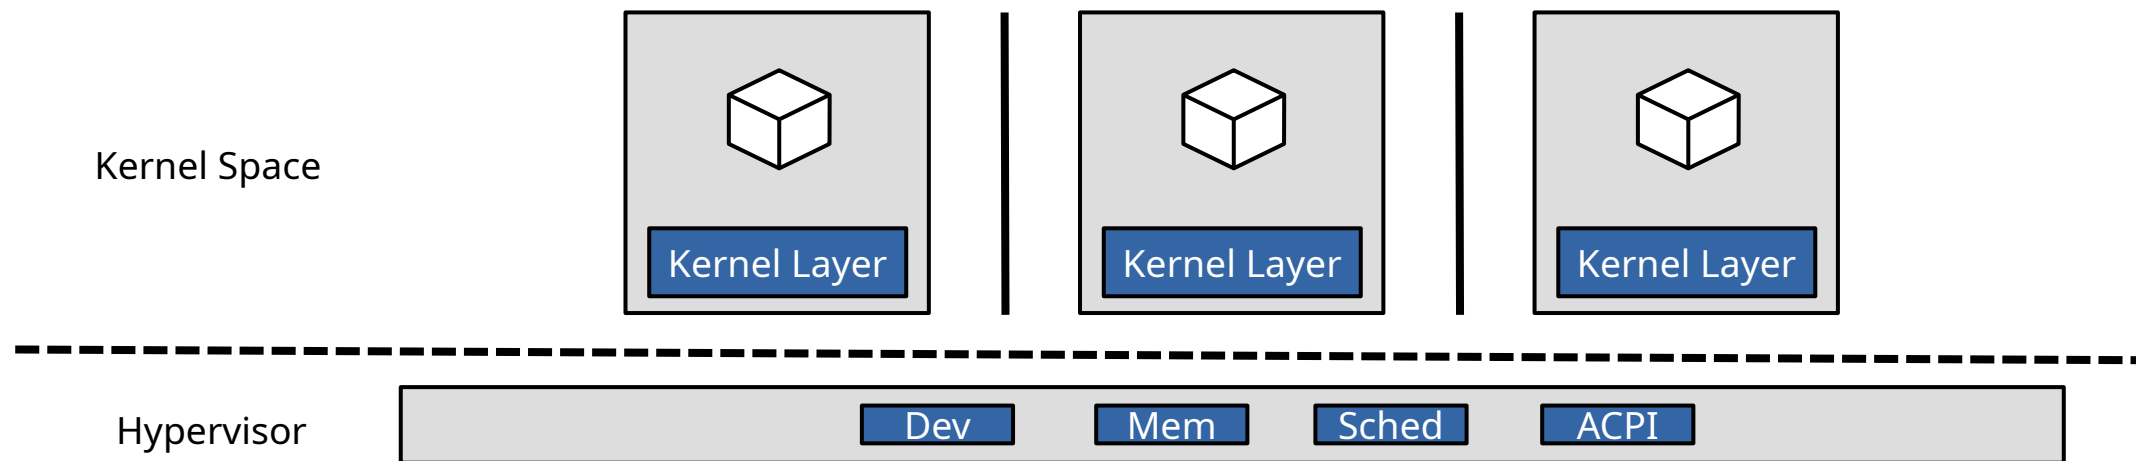 Kernel Space
Kernel Layer
Kernel Layer
Kernel Layer
Hypervisor
Dev
Mem
Sched
ACPI